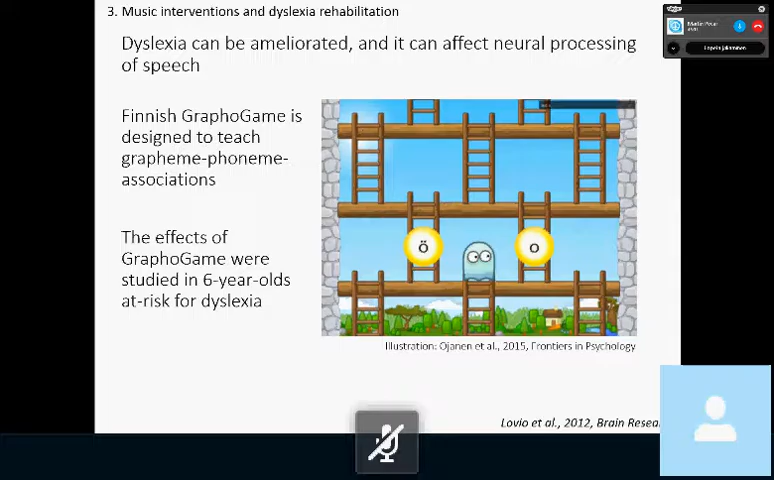 3. Music interventions and dyslexia rehabilitation
Dyslexia can be ameliorated, and it can affect neural processing
of speech
Finnish GraphoGame is
designed to teach
grapheme-phoneme-
associations
ö
o
The effects of
GraphoGame were
studied in 6-year-olds
at-risk for dyslexia
Illustration: Ojanen et al., 2015, Frontiers in Psychology
Lovio et al., 2012, Brain Resea